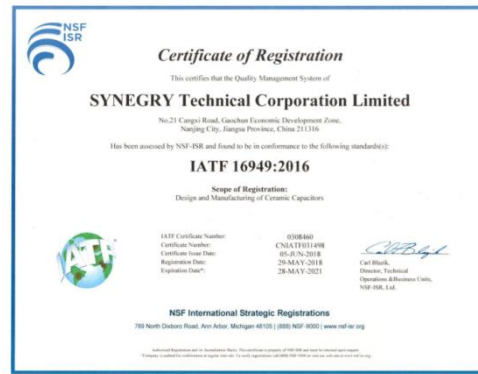 NSF
ISR
Certificate of Registration
This certifies that the Quality Management System of
SYNEGRY Technical Corporation Limited
No.21 Cangxi Road, Gaochun Economic Development Zone,
Nanjing City, Jiangsu Province, China 211316
Has been assessed by NSF-ISR and found to be in conformance to the following standard(s):
IATF 16949:2016
Scope of Registration:
Design and Manufacturing of Ceramic Capacitors
IATF
IATF Certificate Number: 0308460
Certificate Number: CNIATF031498
Certificate Issue Date: 05-JUN-2018
Registration Date: 29-MAY-2018
Expiration Date*: 28-MAY-2021
Carl Blazik,
Director, Technical
Operations & Business Units,
NSF-ISR, Ltd.
NSF International Strategic Registrations
789 North Dixboro Road, Ann Arbor, Michigan 48105 | (888) NSF-9000 | www.nsf-isr.org